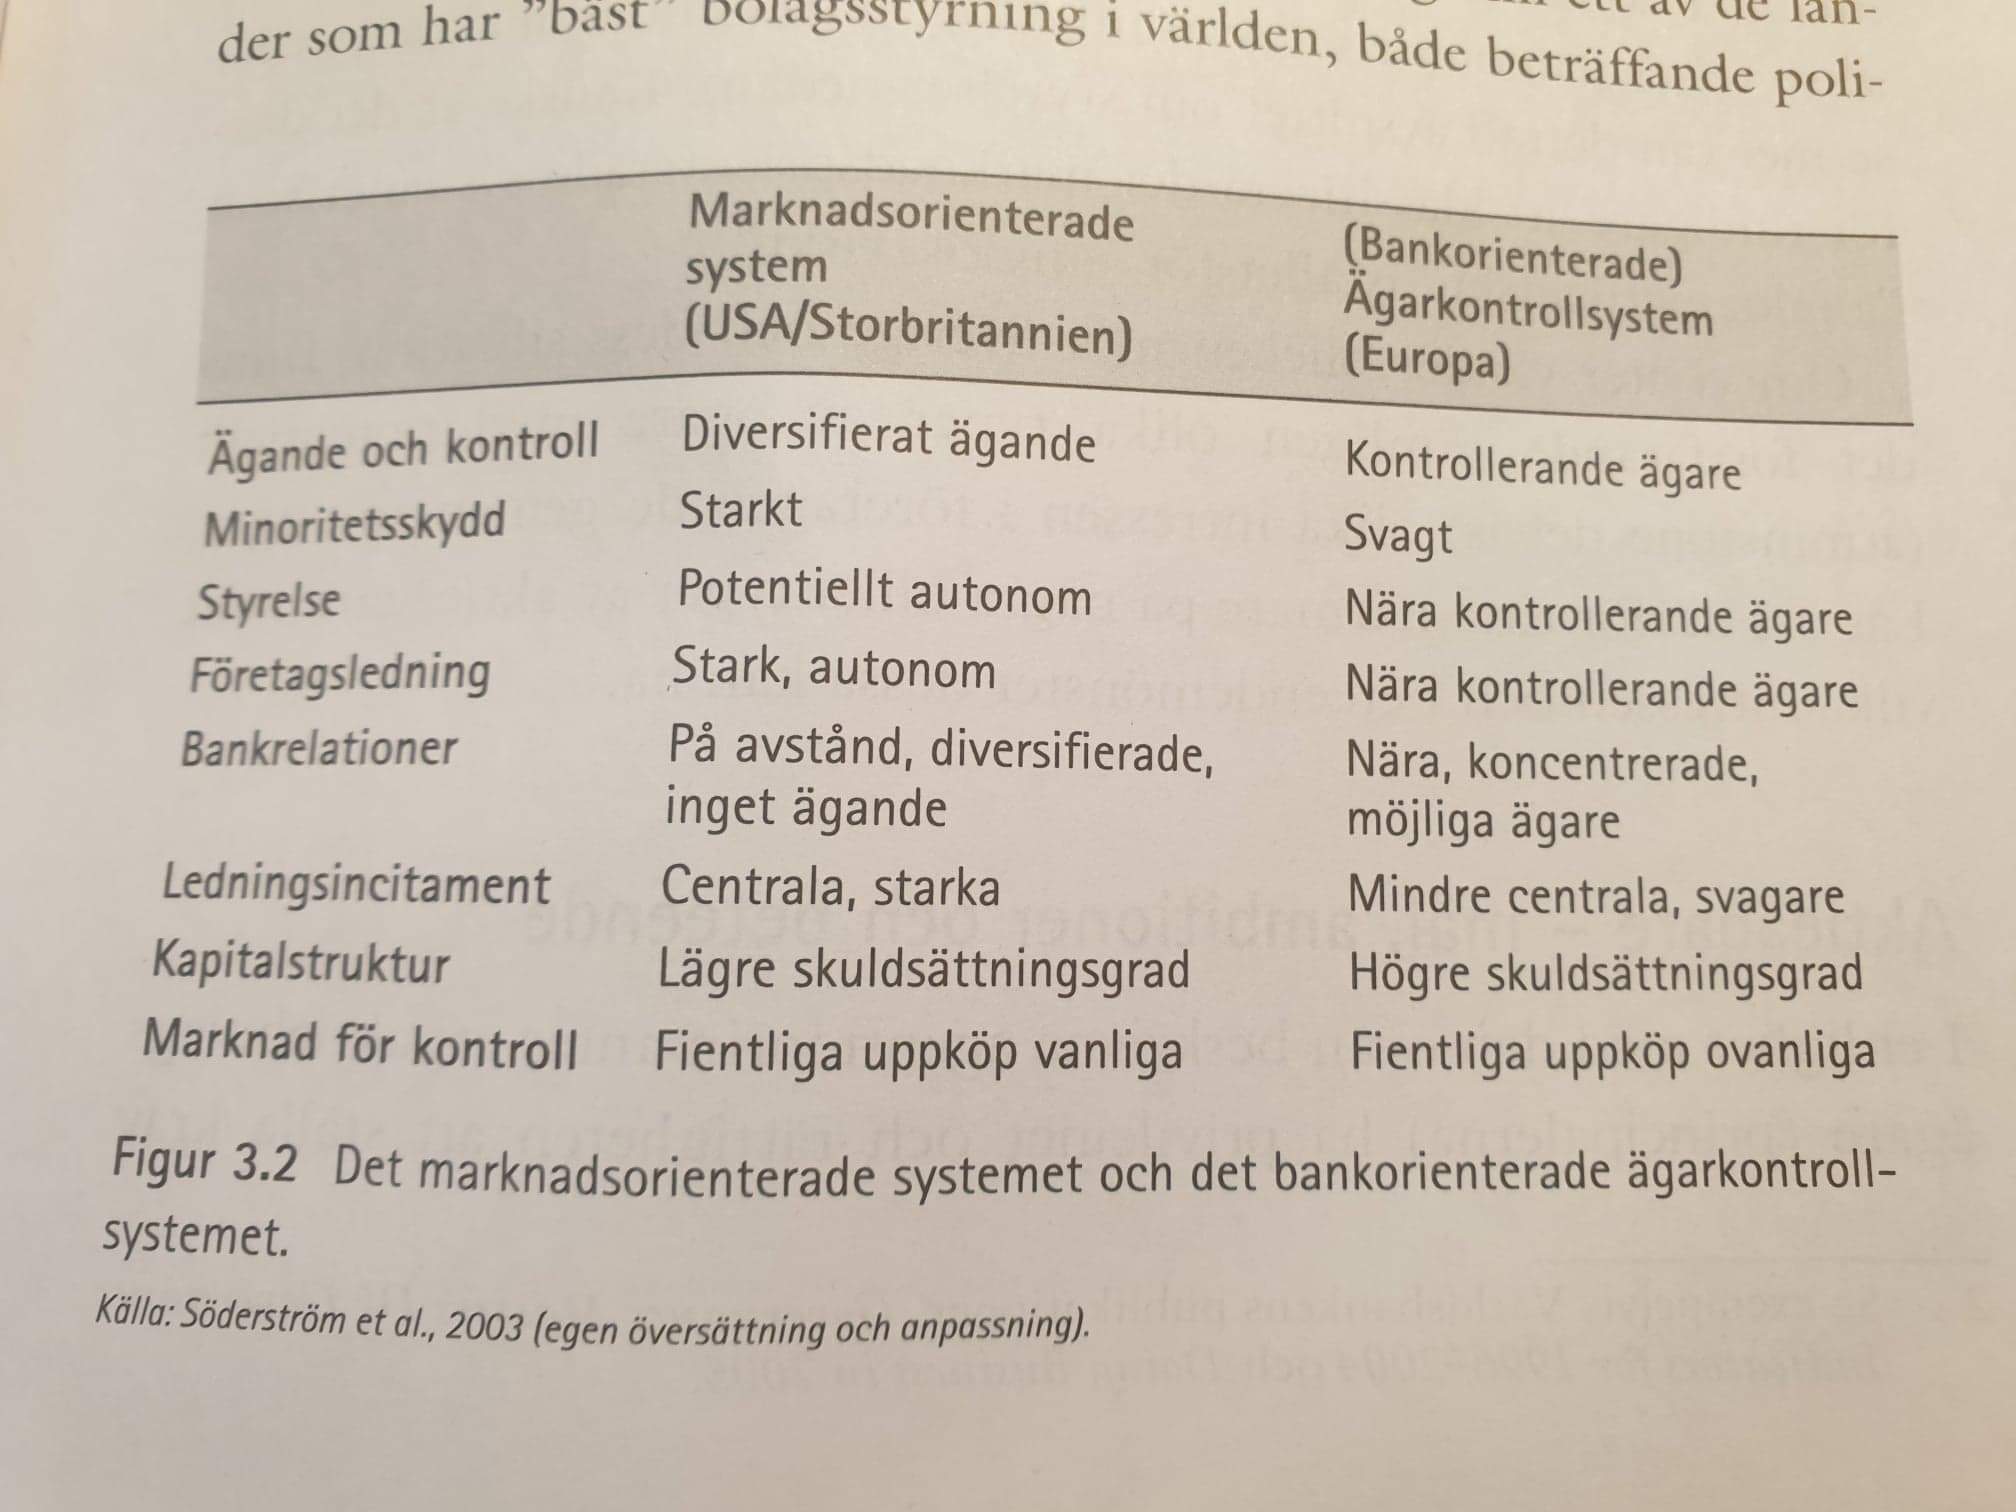 ett av de län-
der som har ”bäst” bolagsstyrning i världen, både beträffande poli-
Marknadsorienterade
system
(USA/Storbritannien)
(Bankorienterade)
Ägarkontrollsystem
(Europa)
Ägande och kontroll Diversifierat ägande Kontrollerande ägare
Minoritetsskydd Starkt Svagt
Styrelse Potentiellt autonom Nära kontrollerande ägare
Företagsledning Stark, autonom Nära kontrollerande ägare
Bankrelationer På avstånd, diversifierade, Nära, koncentrerade,
inget ägande möjliga ägare
Ledningsincitament Centrala, starka Mindre centrala, svagare
Kapitalstruktur Lägre skuldsättningsgrad Högre skuldsättningsgrad
Marknad för kontroll Fientliga uppköp vanliga Fientliga uppköp ovanliga
Figur 3.2 Det marknadsorienterade systemet och det bankorienterade ägarkontroll-
systemet.
Källa: Söderström et al., 2003 (egen översättning och anpassning).